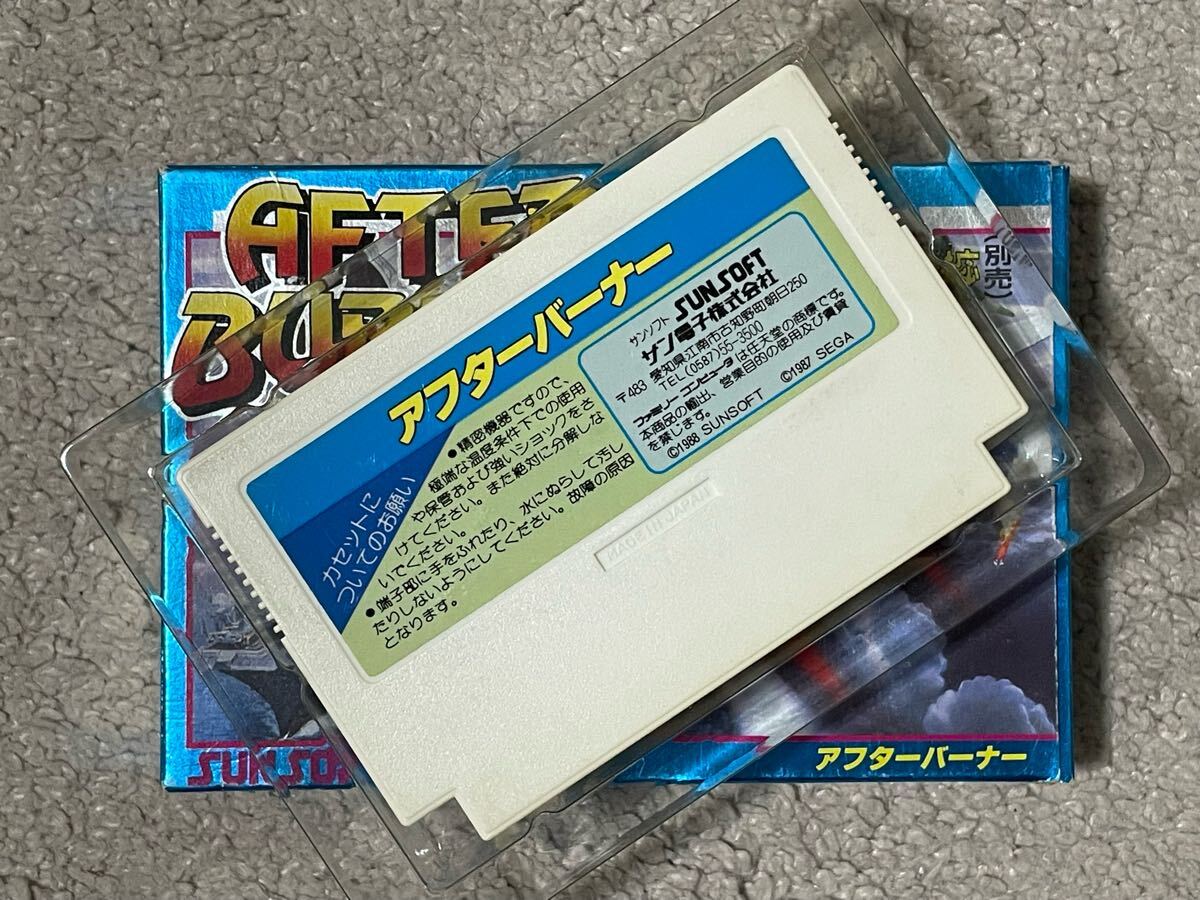 AFTER
BUR
(別売)
対応
アフターバーナー
カセットに
ついてのお願い
●精密機器ですので、
極端な温度条件下での使用
や保管および強いショックをさ
けてください。また絶対に分解しな
いでください。
●端子部に手をふれたり、水にぬらして汚し
たりしないようにしてください。故障の原因
となります。
サンソフト SUNSOFT
サン電子株式会社
〒483 愛知県江南市古知野町朝日250
TEL(0587)55-3500
ファミリーコンピュータは任天堂の商標です。
本商品の輸出、営業目的の使用及び賃貸
を禁じます。
©1988 SUNSOFT ©1987 SEGA
MADE IN JAPAN
SUNSO
アフターバーナー